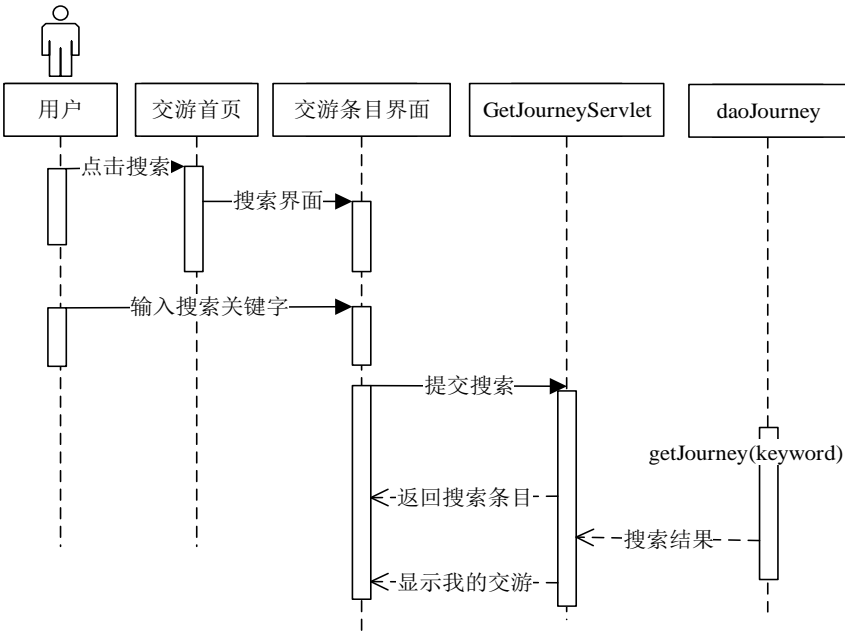 用户
交游首页
交游条目界面
GetJourneyServlet
daoJourney
点击搜索
搜索界面
输入搜索关键字
提交搜索
getJourney(keyword)
返回搜索条目
搜索结果
显示我的交游